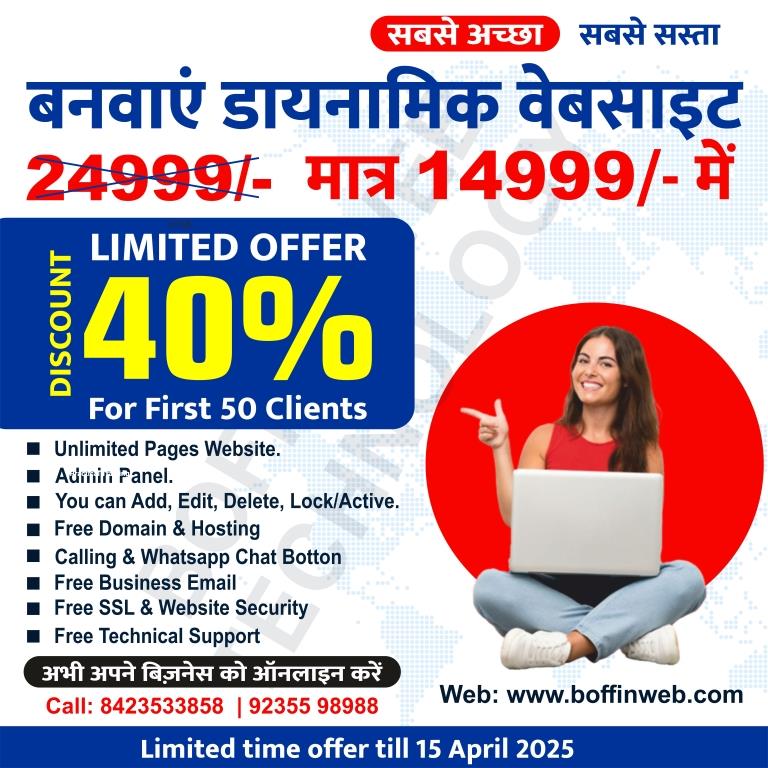 सबसे अच्छा सबसे सस्ता
बनवाएं डायनामिक वेबसाइट
24999/- मात्र 14999/- में
LIMITED OFFER
DISCOUNT
40%
For First 50 Clients
Unlimited Pages Website.
Admin Panel.
You can Add, Edit, Delete, Lock/Active.
Free Domain & Hosting
Calling & Whatsapp Chat Botton
Free Business Email
Free SSL & Website Security
Free Technical Support
अभी अपने बिज़नेस को ऑनलाइन करें
Call: 8423533858 | 92355 98988
Web: www.boffinweb.com
Limited time offer till 15 April 2025
BOFFIN WEB
TECHNOLOGY